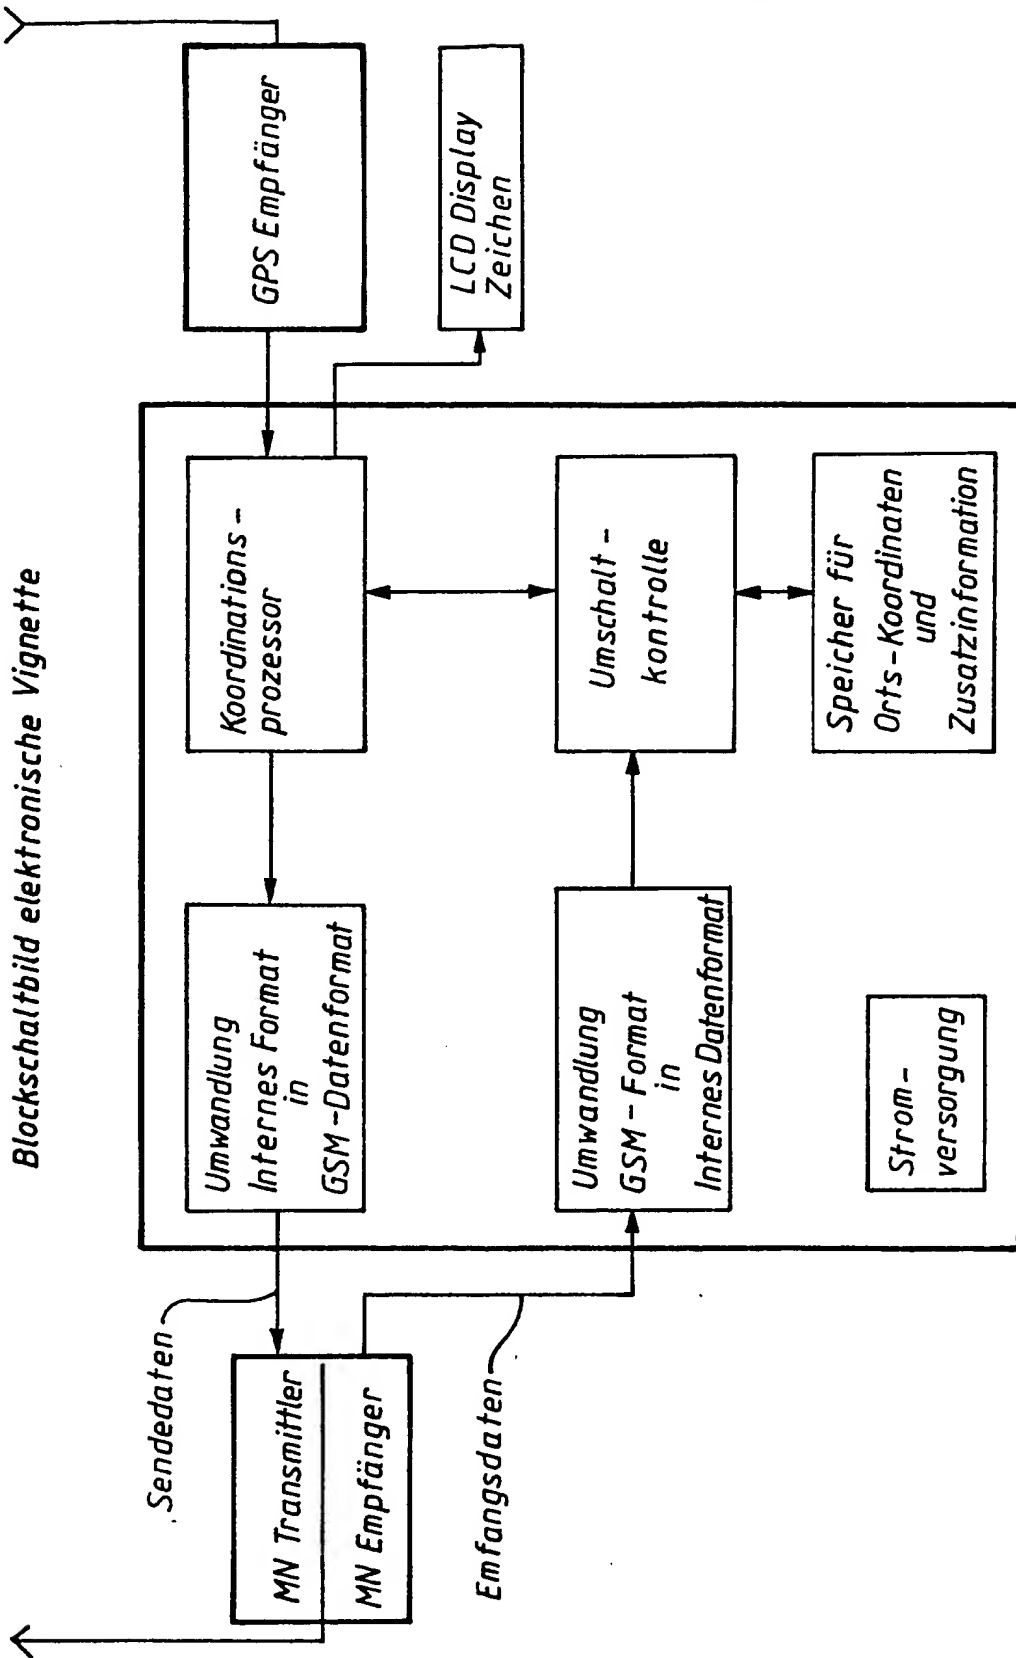 Blockschaltbild elektronische Vignette
Sendedaten
MN Transmittler
MN Empfänger
Emfangsdaten
Umwandlung
Internes Format
in
GSM-Datenformat
Koordinations-
prozessor
GPS Empfänger
LCD Display
Zeichen
Umwandlung
GSM-Format
in
Internes Datenformat
Umschalt-
kontrolle
Strom-
versorgung
Speicher für
Orts-Koordinaten
und
Zusatzinformation